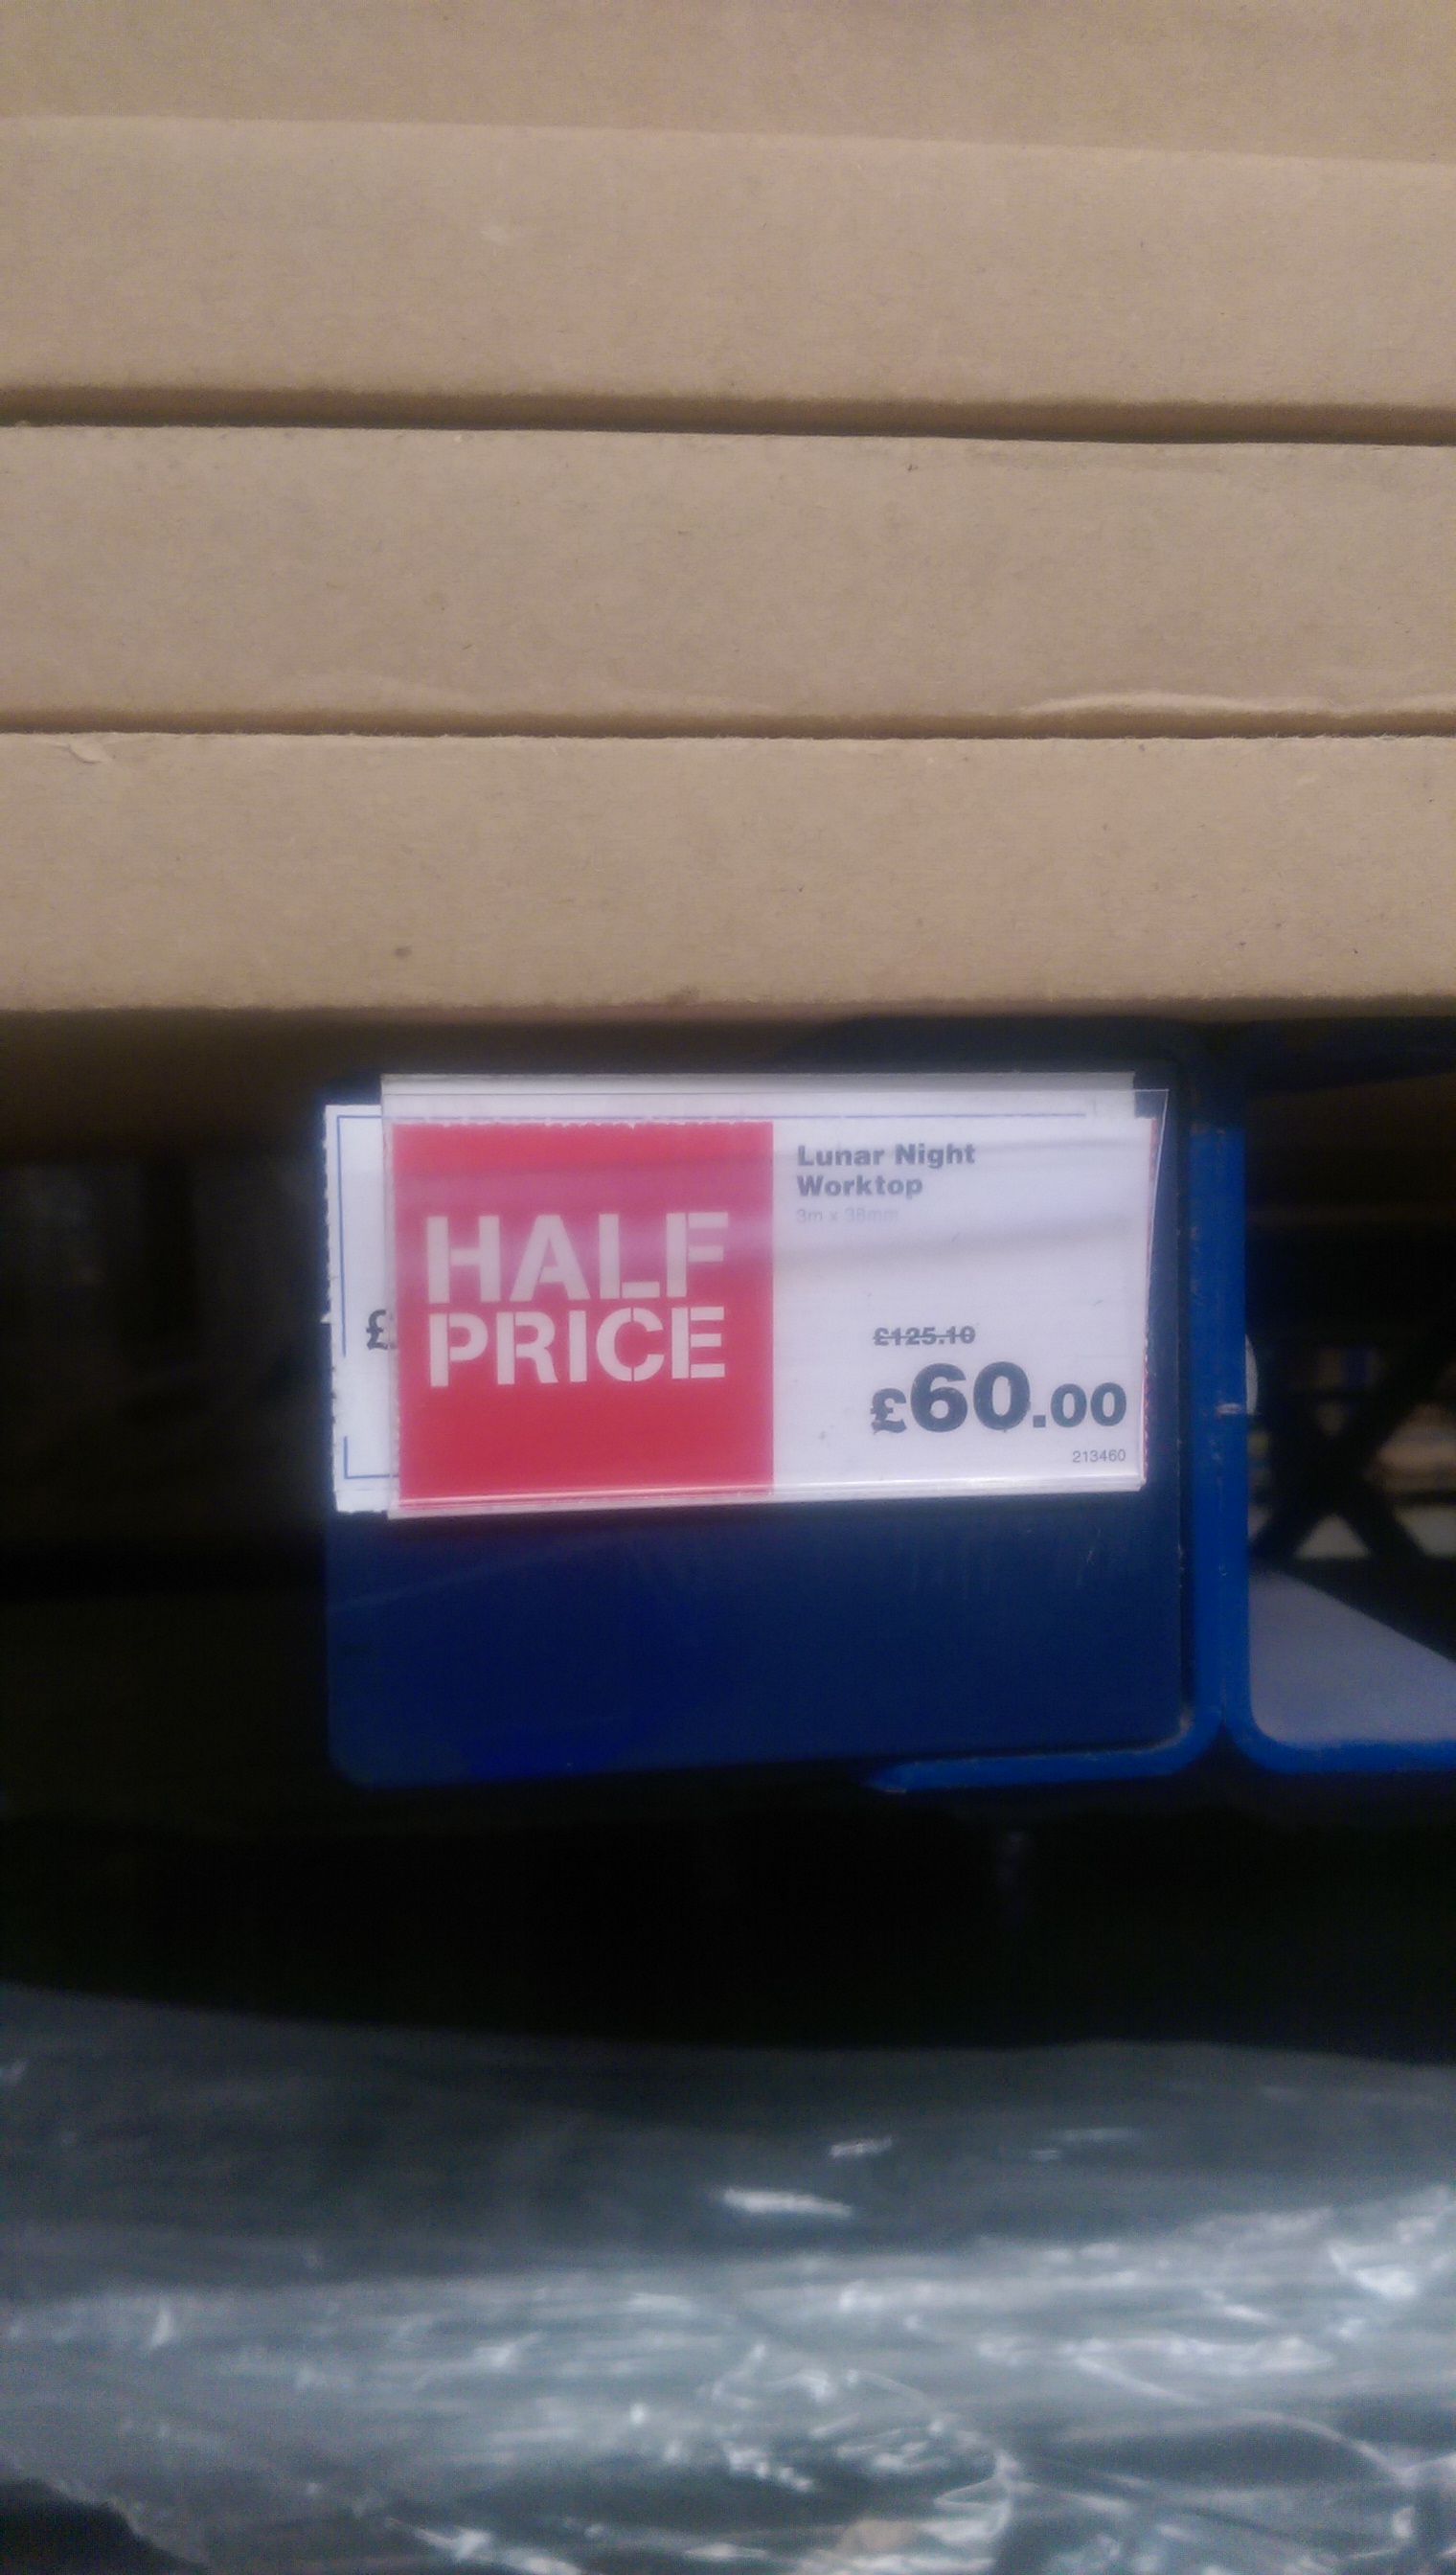 HALF
PRICE
Lunar Night
Worktop
3m x 38mm
£125.10
£60.00
213460
£